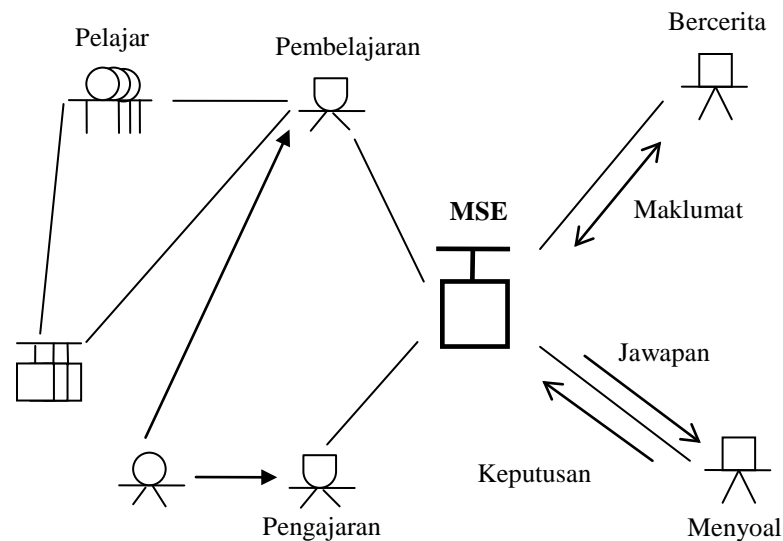 Bercerita
Pelajar
Pembelajaran
MSE
Maklumat
Jawapan
Keputusan
Pengajaran
Menyoal